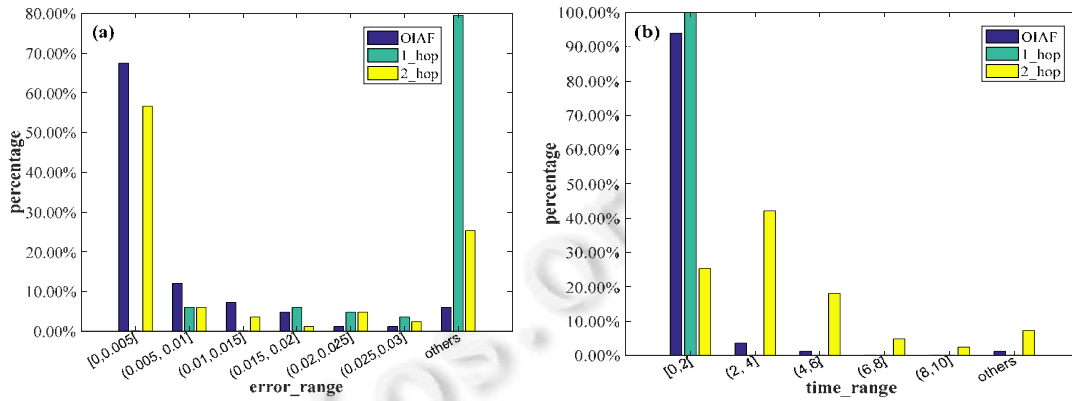 (a)
80.00%
70.00%
60.00%
50.00%
40.00%
30.00%
20.00%
10.00%
0.00%
percentage
OIAF
1_hop
2_hop
[0,0.005]
(0.005, 0.01]
(0.01,0.015]
(0.015, 0.02]
(0.02,0.025]
(0.025,0.03]
others
error_range
(b)
100.00%
90.00%
80.00%
70.00%
60.00%
50.00%
40.00%
30.00%
20.00%
10.00%
0.00%
percentage
OIAF
1_hop
2_hop
[0,2]
(2, 4]
(4,6]
(6,8]
(8,10]
others
time_range